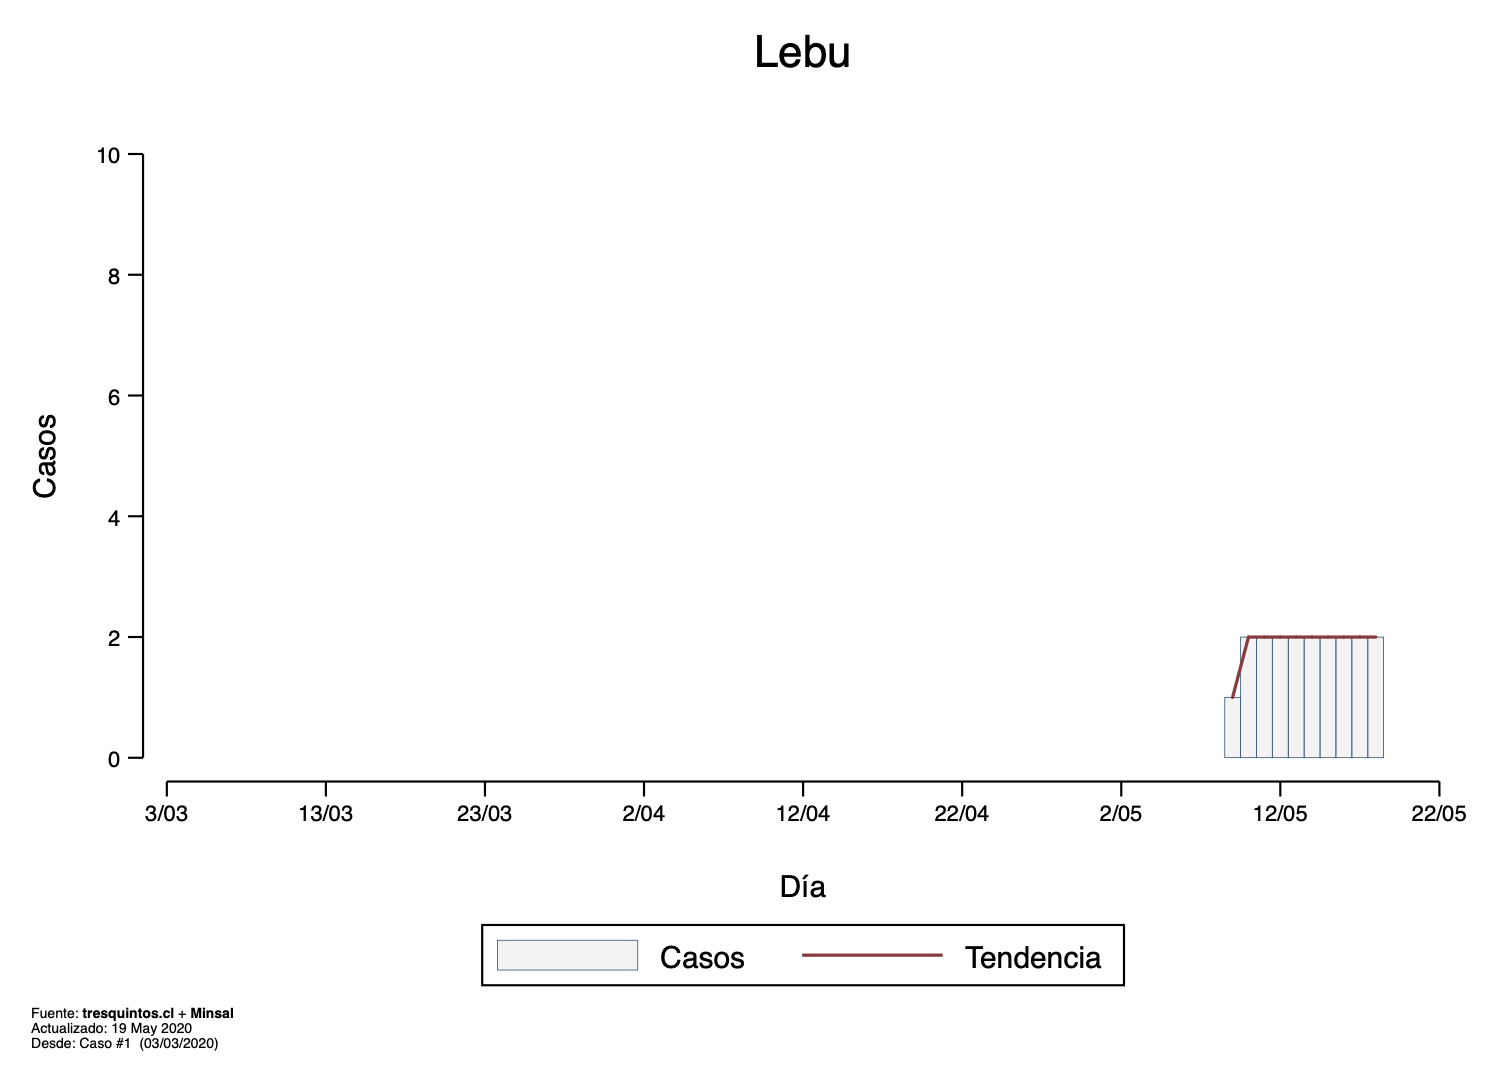 Lebu
Casos
10
8
6
4
2
0
3/03 13/03 23/03 2/04 12/04 22/04 2/05 12/05 22/05
Día
Casos Tendencia
Fuente: tresquintos.cl + Minsal
Actualizado: 19 May 2020
Desde: Caso #1 (03/03/2020)